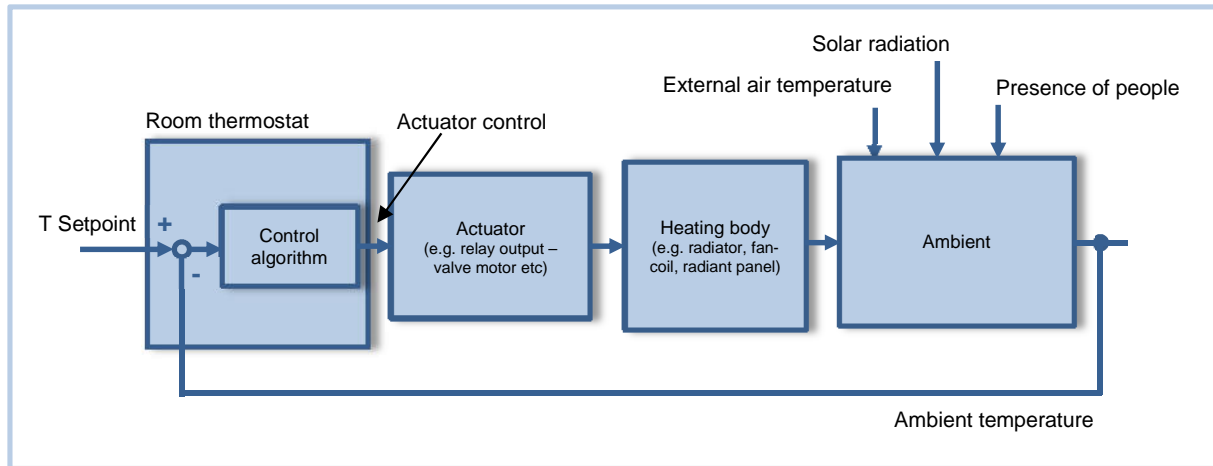 Solar radiation
External air temperature
Presence of people
Room thermostat
Actuator control
T Setpoint
+
-
Control
algorithm
Actuator
(e.g. relay output –
valve motor etc)
Heating body
(e.g. radiator, fan-
coil, radiant panel)
Ambient
Ambient temperature